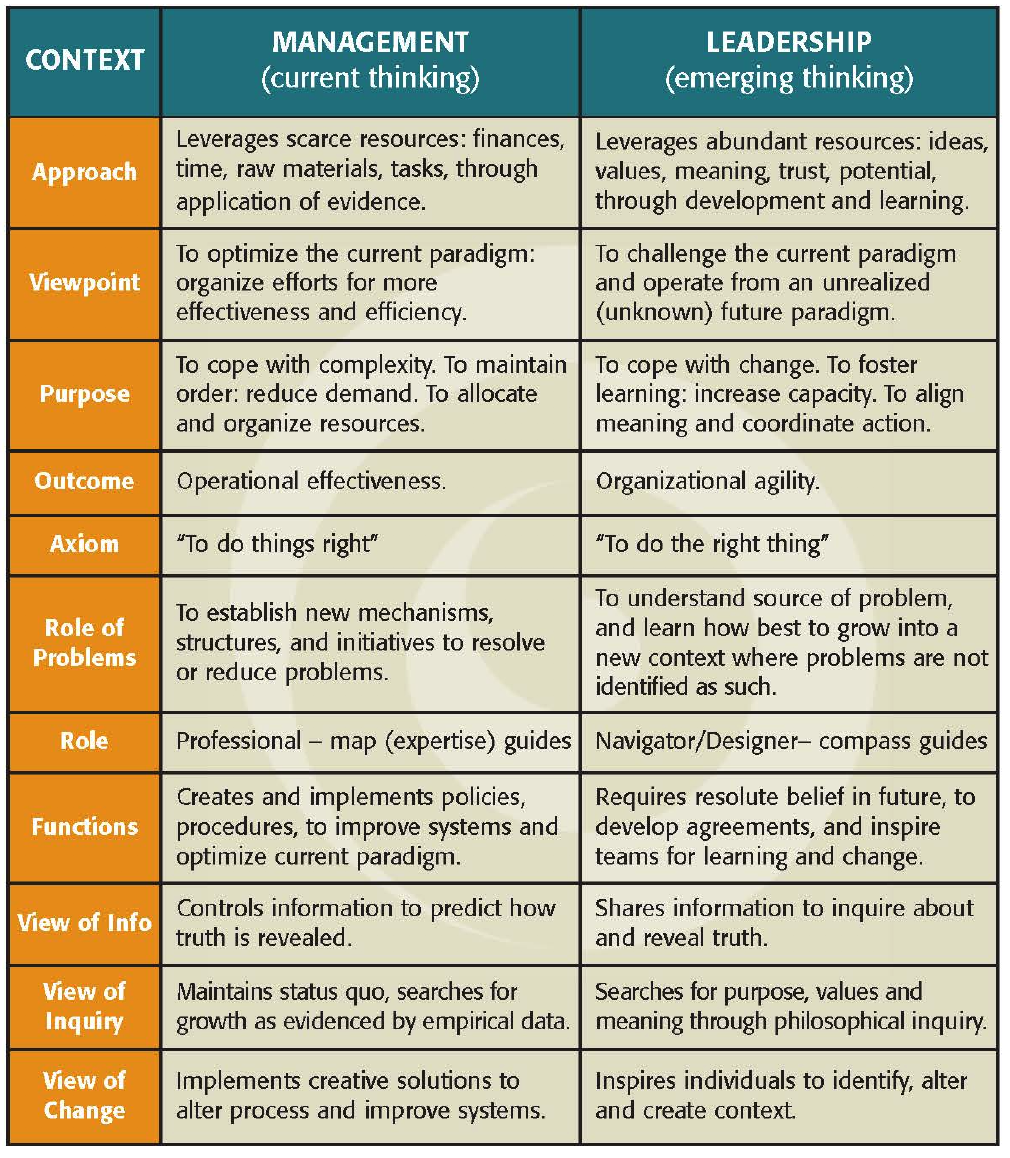 CONTEXT
MANAGEMENT
(current thinking)
LEADERSHIP
(emerging thinking)
Approach
Leverages scarce resources: finances,
time, raw materials, tasks, through
application of evidence.
Leverages abundant resources: ideas,
values, meaning, trust, potential,
through development and learning.
Viewpoint
To optimize the current paradigm:
organize efforts for more
effectiveness and efficiency.
To challenge the current paradigm
and operate from an unrealized
(unknown) future paradigm.
Purpose
To cope with complexity. To maintain
order: reduce demand. To allocate
and organize resources.
To cope with change. To foster
learning: increase capacity. To align
meaning and coordinate action.
Outcome
Operational effectiveness.
Organizational agility.
Axiom
“To do things right”
“To do the right thing”
Role of
Problems
To establish new mechanisms,
structures, and initiatives to resolve
or reduce problems.
To understand source of problem,
and learn how best to grow into a
new context where problems are not
identified as such.
Role
Professional – map (expertise) guides
Navigator/Designer– compass guides
Functions
Creates and implements policies,
procedures, to improve systems and
optimize current paradigm.
Requires resolute belief in future, to
develop agreements, and inspire
teams for learning and change.
View of Info
Controls information to predict how
truth is revealed.
Shares information to inquire about
and reveal truth.
View of
Inquiry
Maintains status quo, searches for
growth as evidenced by empirical data.
Searches for purpose, values and
meaning through philosophical inquiry.
View of
Change
Implements creative solutions to
alter process and improve systems.
Inspires individuals to identify, alter
and create context.